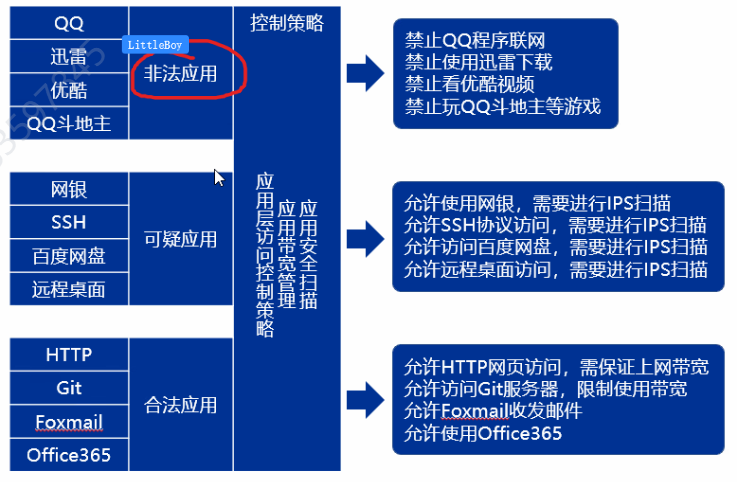 QQ
迅雷
优酷
QQ斗地主
LittleBoy
非法应用
控制策略
禁止QQ程序联网
禁止使用迅雷下载
禁止看优酷视频
禁止玩QQ斗地主等游戏
网银
SSH
百度网盘
远程桌面
可疑应用
应用层访问控制策略
应用带宽管理
应用安全扫描
允许使用网银，需要进行IPS扫描
允许SSH协议访问，需要进行IPS扫描
允许访问百度网盘，需要进行IPS扫描
允许远程桌面访问，需要进行IPS扫描
HTTP
Git
Foxmail
Office365
合法应用
允许HTTP网页访问，需保证上网带宽
允许访问Git服务器，限制使用带宽
允许Foxmail收发邮件
允许使用Office365